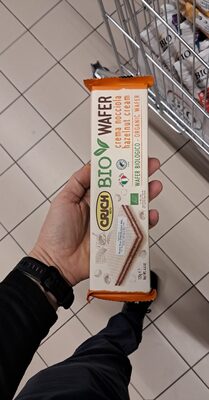 CRICH
BIO WAFER
crema nocciola
hazelnut cream
WAFER BIOLOGICO - ORGANIC WAFER